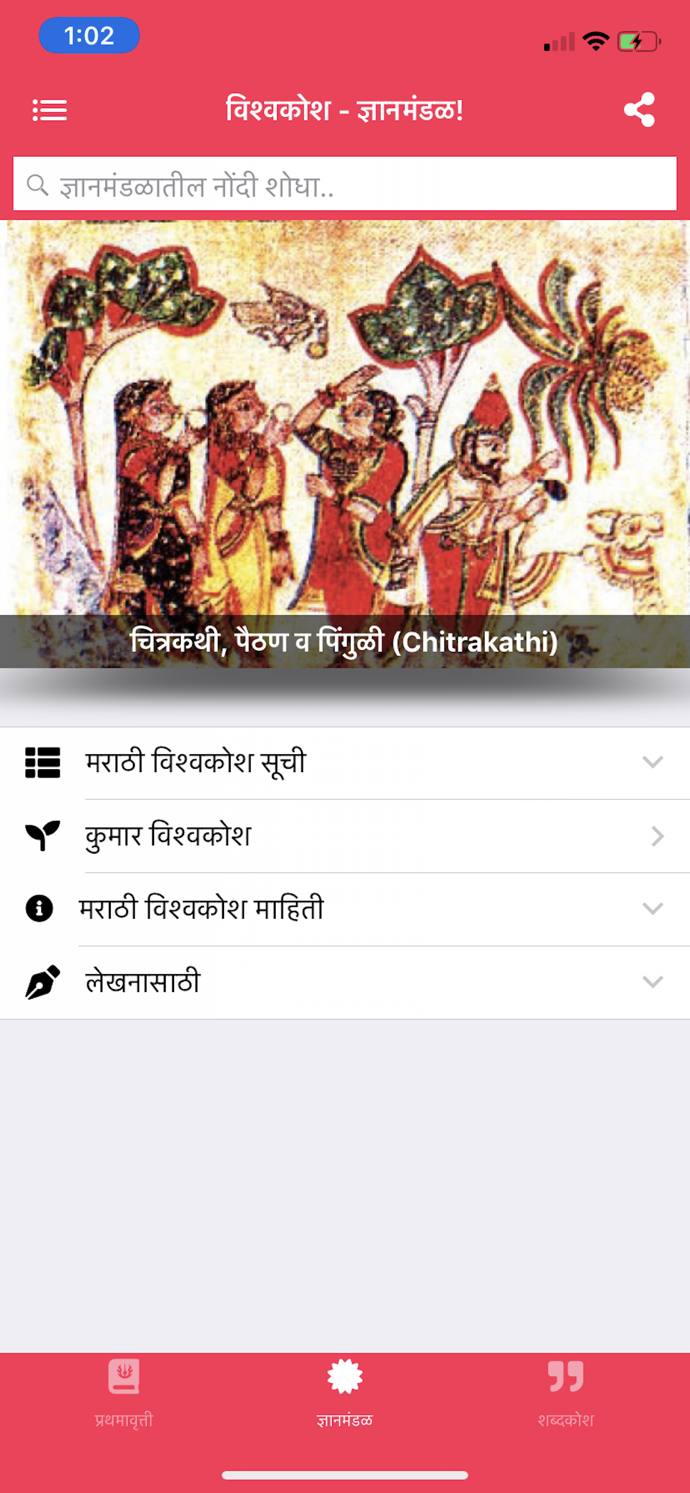 1:02
विश्वकोश - ज्ञानमंडळ!
ज्ञानमंडळातील नोंदी शोधा..
चित्रकथी, पैठण व पिंगुळी (Chitrakathi)
मराठी विश्वकोश सूची
कुमार विश्वकोश
मराठी विश्वकोश माहिती
लेखनासाठी
प्रथमावृत्ती ज्ञानमंडळ शब्दकोश